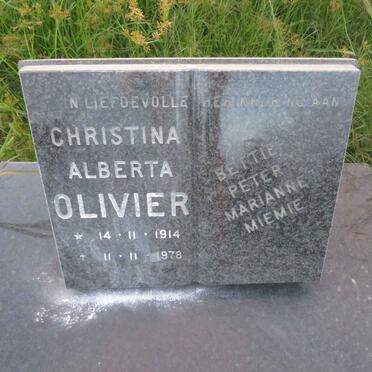 IN LIEFDEVOLLE HERINNERING AAN
CHRISTINA
ALBERTA
OLIVIER
* 14 · 11 · 1914
+ 11 · 11 · 1978
BETTIE
PETER
MARIANNE
MIEMIE